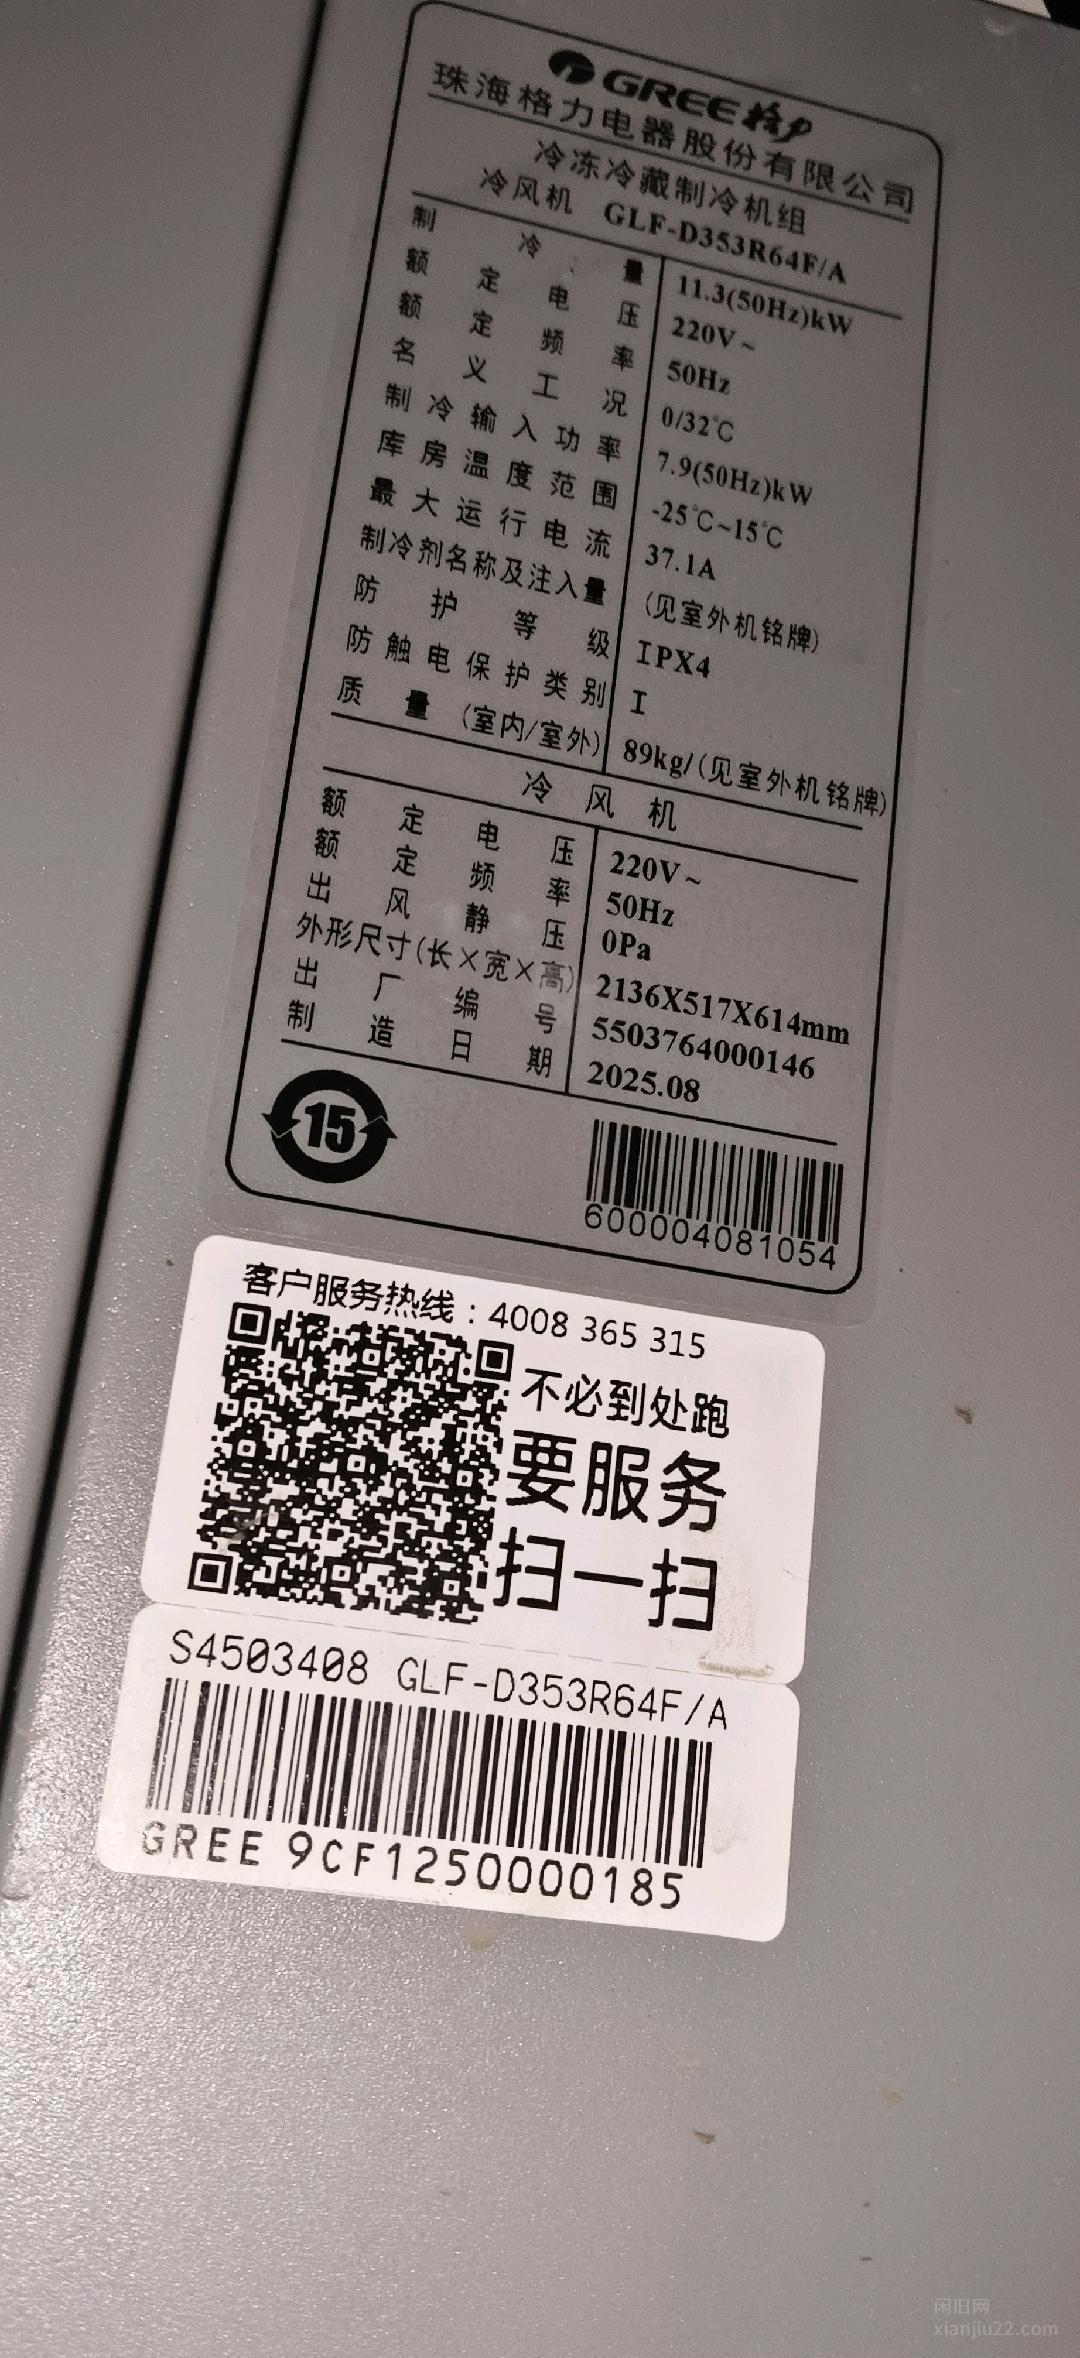 GREE格力
珠海格力电器股份有限公司
冷冻冷藏制冷机组
冷风机 GLF-D353R64F/A
制冷量 11.3(50Hz)kW
额定电压 220V~
额定频率 50Hz
名义工况 0/32℃
制冷输入功率 7.9(50Hz)kW
库房温度范围 -25℃~15℃
最大运行电流 37.1A
制冷剂名称及注入量 (见室外机铭牌)
防护等级 IPX4
防触电保护类别 I
质量(室内/室外) 89kg/(见室外机铭牌)
冷风机
额定电压 220V~
额定频率 50Hz
出风静压 0Pa
外形尺寸(长×宽×高) 2136X517X614mm
出厂编号 5503764000146
制造日期 2025.08
15
600004081054
客户服务热线：4008 365 315
不必到处跑
要服务
扫一扫
S4503408 GLF-D353R64F/A
GREE 9CF1250000185
闲旧网
xianjiu22.com